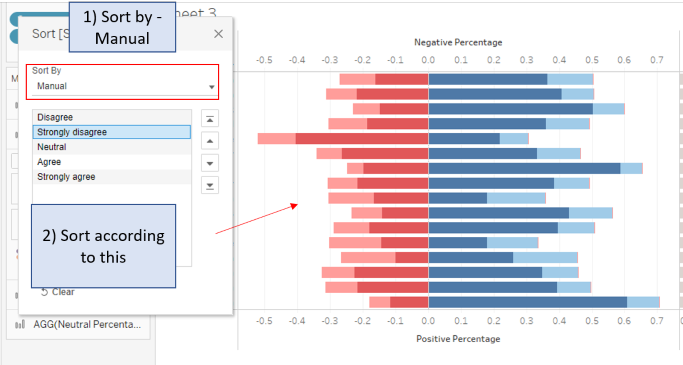 1) Sort by -
Manual
heet 3
Sort [S
Sort By
Manual
Disagree
Strongly disagree
Neutral
Agree
Strongly agree
2) Sort according
to this
Clear
M
AGG(Neutral Percenta...
Negative Percentage
-0.5 -0.4 -0.3 -0.2 -0.1 0.0 0.1 0.2 0.3 0.4 0.5 0.6 0.7
-0.5 -0.4 -0.3 -0.2 -0.1 0.0 0.1 0.2 0.3 0.4 0.5 0.6 0.7
Positive Percentage